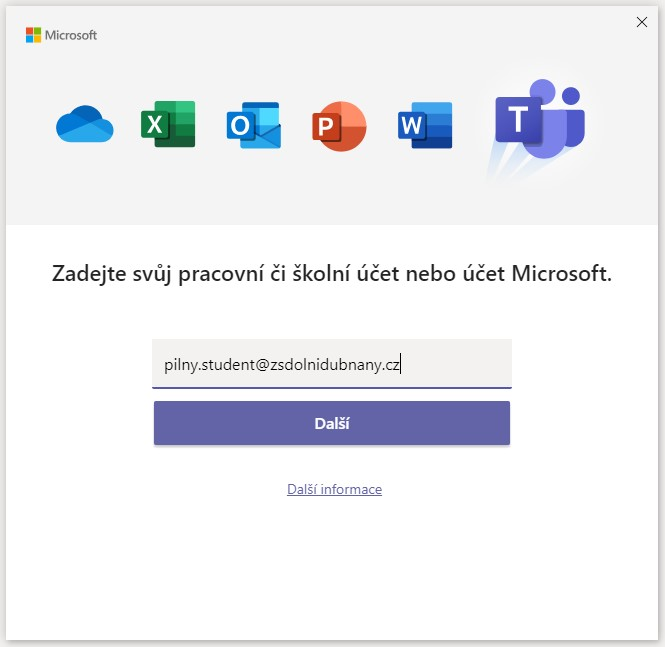 Microsoft
X O P W T
Zadejte svůj pracovní či školní účet nebo účet Microsoft.
pilny.student@zsdolnidubnany.cz
Další
Další informace